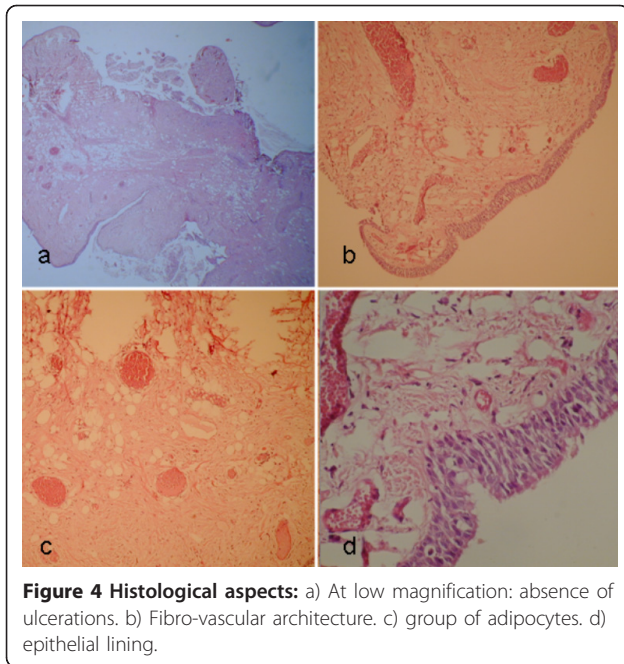 a
b
c
d
Figure 4 Histological aspects: a) At low magnification: absence of
ulcerations. b) Fibro-vascular architecture. c) group of adipocytes. d)
epithelial lining.